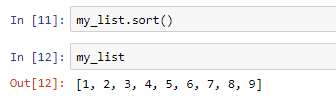 In [11]: my_list.sort()
In [12]: my_list
Out[12]: [1, 2, 3, 4, 5, 6, 7, 8, 9]